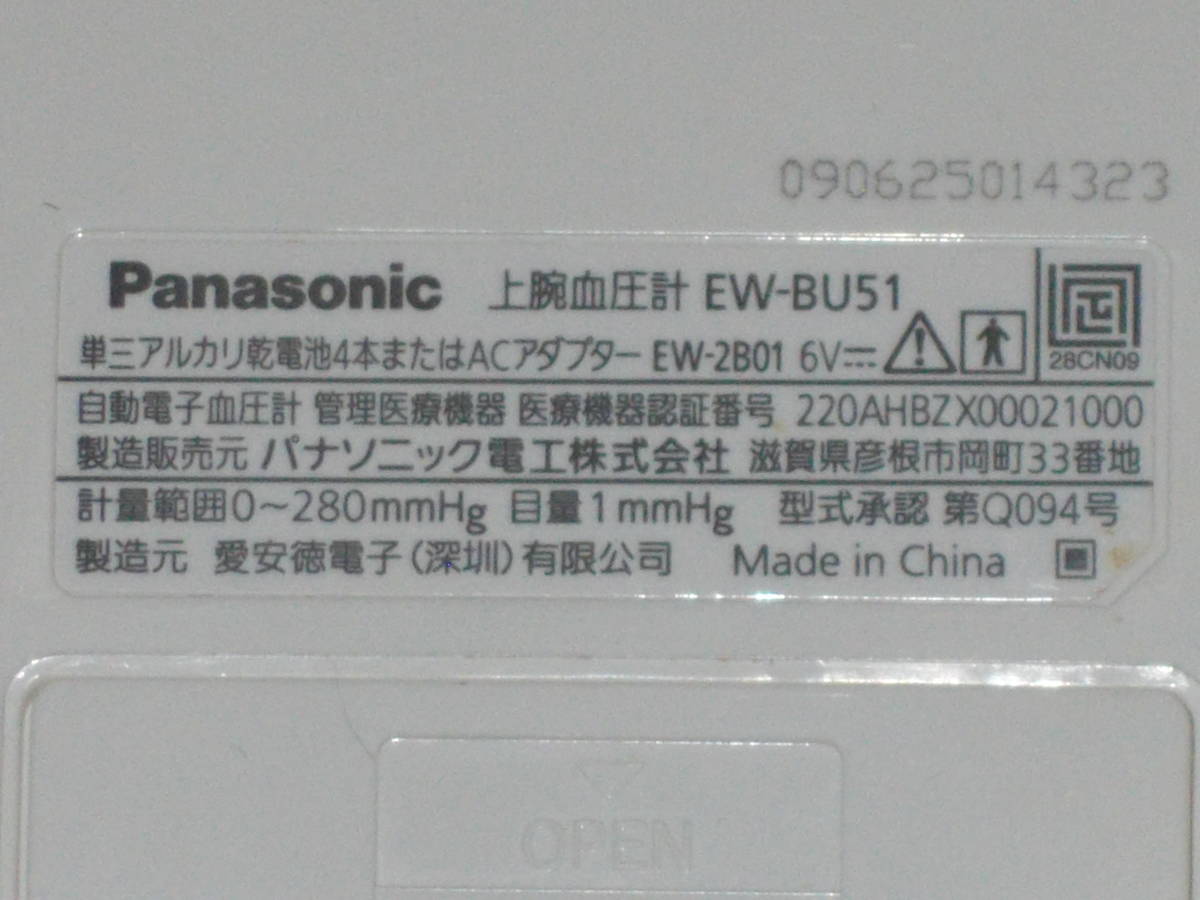 090625014323
Panasonic 上腕血圧計 EW-BU51
単三アルカリ乾電池4本またはACアダプター EW-2B01 6V⎓
正
28CN09
自動電子血圧計 管理医療機器 医療機器認証番号 220AHBZX00021000
製造販売元 パナソニック電工株式会社 滋賀県彦根市岡町33番地
計量範囲0～280mmHg 目量1mmHg 型式承認 第Q094号
製造元 愛安徳電子(深圳)有限公司 Made in China
OPEN